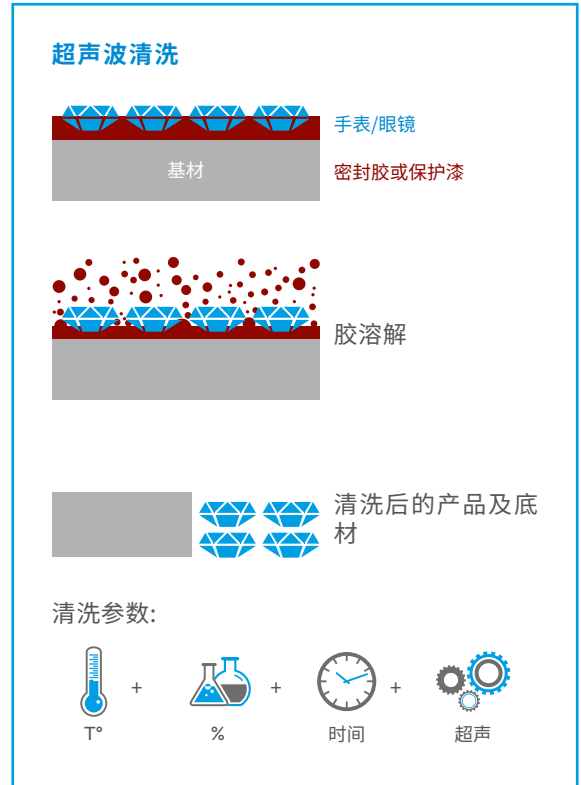 超声波清洗
手表/眼镜
基材
密封胶或保护漆
胶溶解
清洗后的产品及底
材
清洗参数:
+ + +
T° % 时间 超声